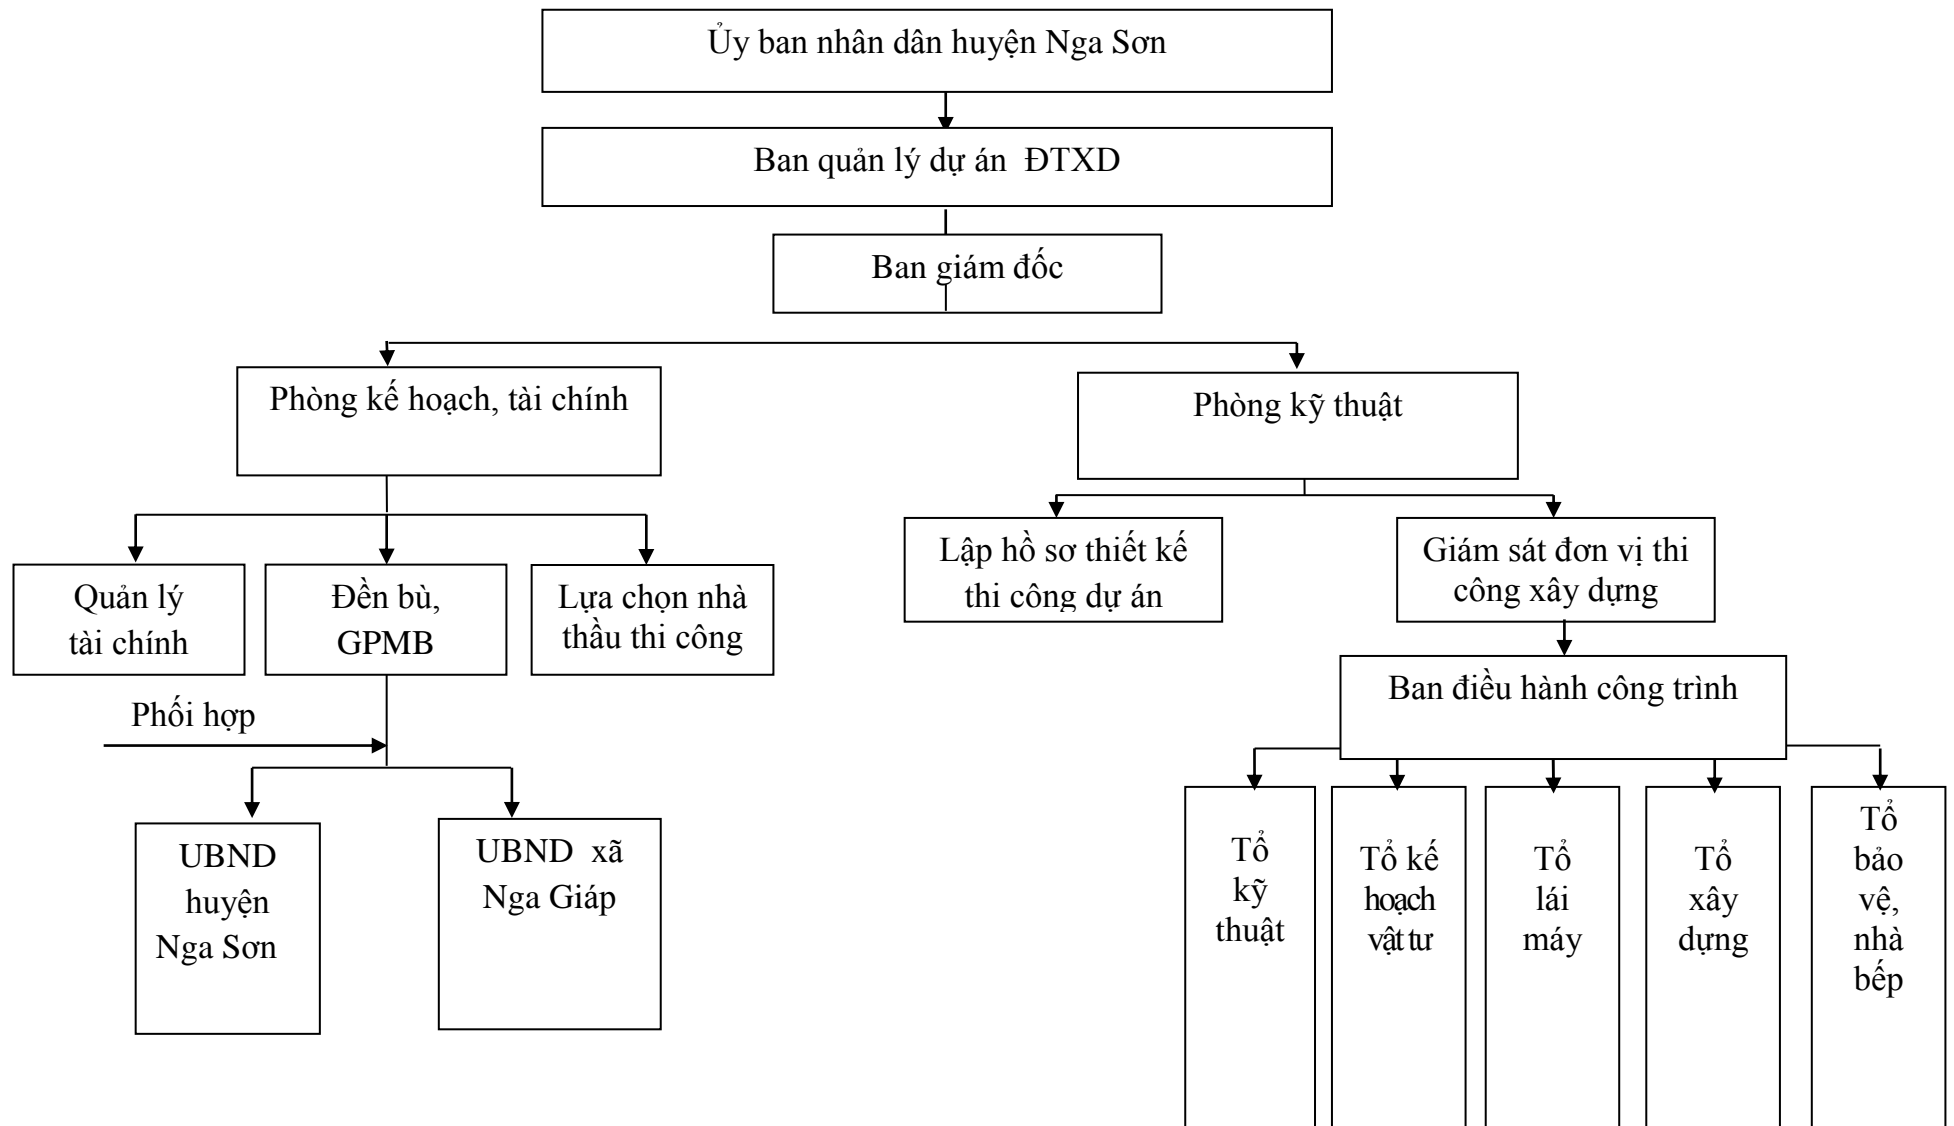 Ủy ban nhân dân huyện Nga Sơn
Ban quản lý dự án ĐTXD
Ban giám đốc
Phòng kế hoạch, tài chính
Phòng kỹ thuật
Quản lý
tài chính
Đền bù,
GPMB
Lựa chọn nhà
thầu thi công
Lập hồ sơ thiết kế
thi công dự án
Giám sát đơn vị thi
công xây dựng
Phối hợp
Ban điều hành công trình
UBND
huyện
Nga Sơn
UBND xã
Nga Giáp
Tổ
kỹ
thuật
Tổ kế
hoạch
vật tư
Tổ
lái
máy
Tổ
xây
dựng
Tổ
bảo
vệ,
nhà
bếp